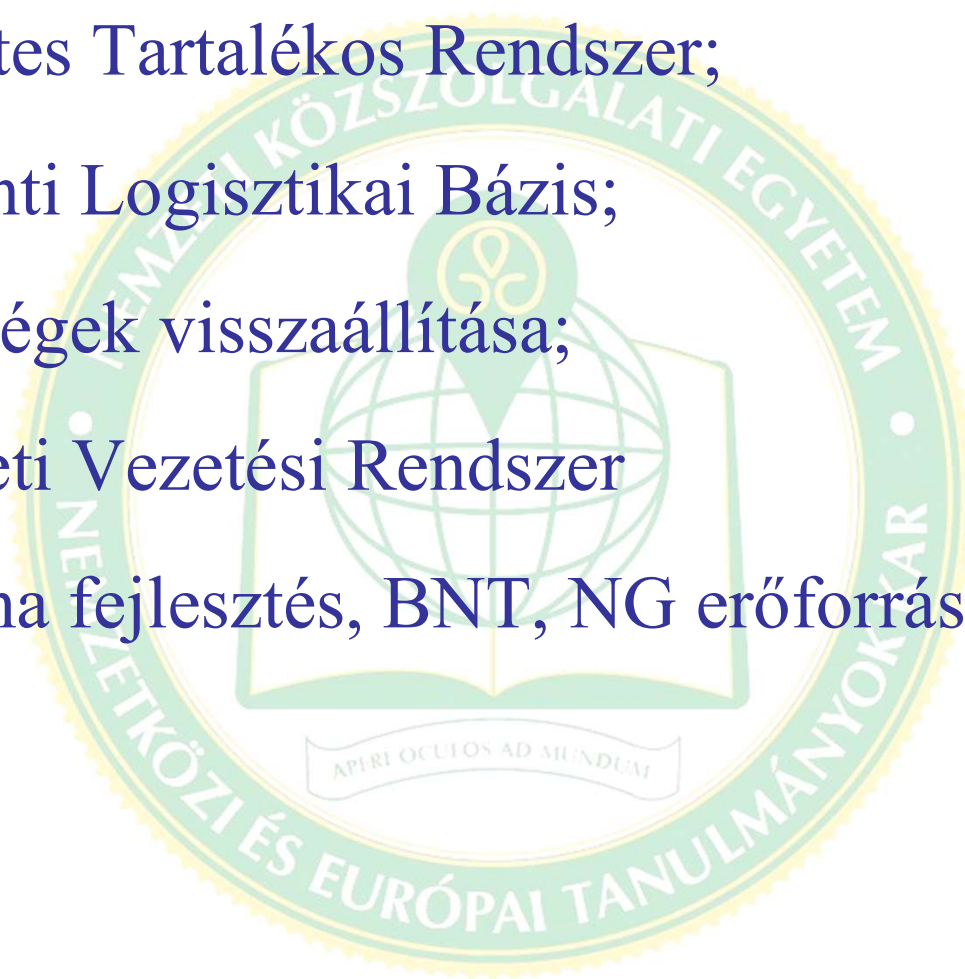 tes Tartalékos Rendszer;
nti Logisztikai Bázis;
égek visszaállítása;
eti Vezetési Rendszer
na fejlesztés, BNT, NG erőforrás
NEMZETI KÖZSZOLGÁLATI EGYETEM
NEMZETKÖZI ÉS EURÓPAI TANULMÁNYOK KAR
APERI OCULOS AD MUNDUM